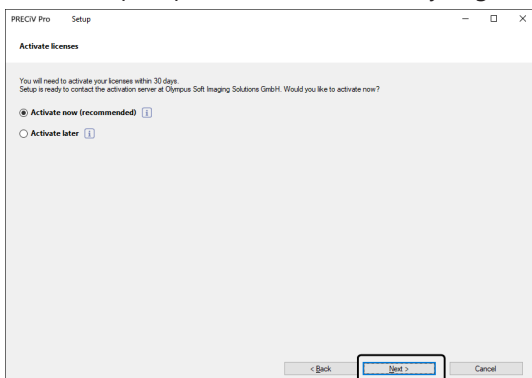 PRECiV Pro Setup
Activate licenses
You will need to activate your licenses within 30 days.
Setup is ready to contact the activation server at Olympus Soft Imaging Solutions GmbH. Would you like to activate now?
Activate now (recommended) i
Activate later i
< Back Next > Cancel